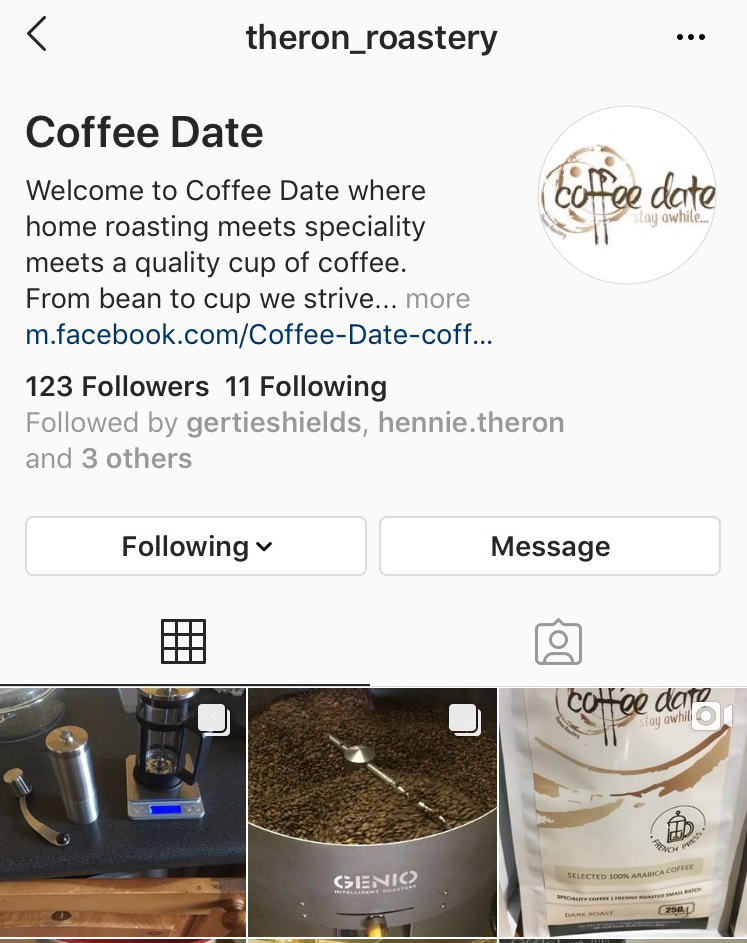 theron_roastery
Coffee Date
Welcome to Coffee Date where
home roasting meets speciality
meets a quality cup of coffee.
From bean to cup we strive... more
m.facebook.com/Coffee-Date-coff...
coffee date
stay awhile...
123 Followers 11 Following
Followed by gertieshields, hennie.theron
and 3 others
Following
Message
GENIO
INTELLIGENT ROASTERS
coffee date
stay awhil
FRENCH PRESS
SELECTED 100% ARABICA COFFEE
SPECIALITY COFFEE | FRESHLY ROASTED SMALL BATCH
DARK ROAST
250g